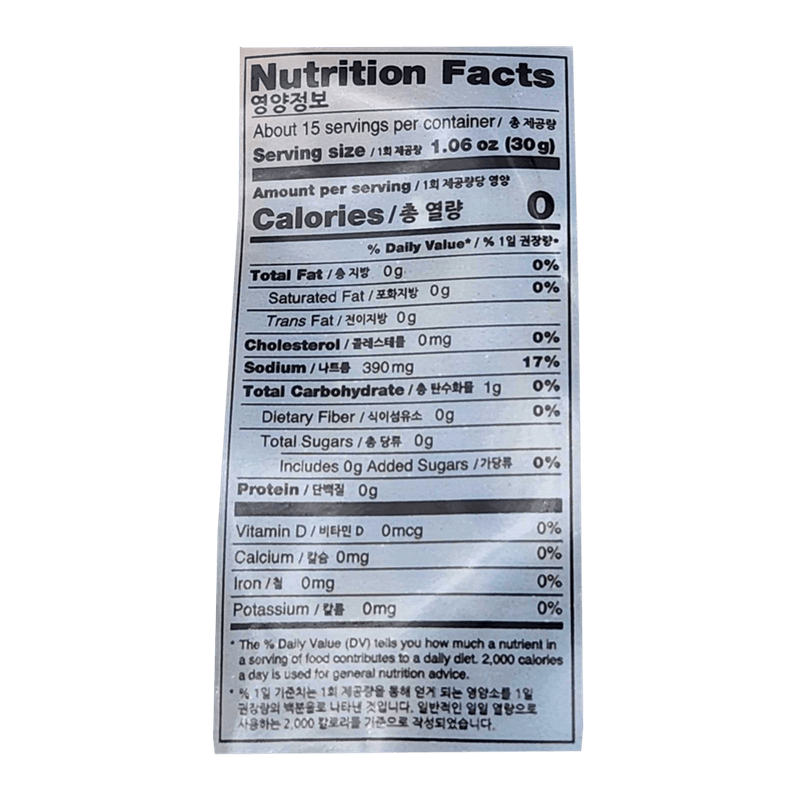 Nutrition Facts
영양정보
About 15 servings per container / 총 제공량
Serving size / 1회 제공량 1.06 oz (30g)
Amount per serving / 1회 제공량당 영양
Calories / 총 열량 0
% Daily Value* / % 1일 권장량*
Total Fat / 총 지방 0g 0%
Saturated Fat / 포화지방 0g 0%
Trans Fat / 전이지방 0g
Cholesterol / 콜레스테롤 0mg 0%
Sodium / 나트륨 390mg 17%
Total Carbohydrate / 총 탄수화물 1g 0%
Dietary Fiber / 식이섬유소 0g 0%
Total Sugars / 총 당류 0g
Includes 0g Added Sugars / 가당류 0%
Protein / 단백질 0g
Vitamin D / 비타민 D 0mcg 0%
Calcium / 칼슘 0mg 0%
Iron / 철 0mg 0%
Potassium / 칼륨 0mg 0%
* The % Daily Value (DV) tells you how much a nutrient in
a serving of food contributes to a daily diet. 2,000 calories
a day is used for general nutrition advice.
* % 1일 기준치는 1회 제공량을 통해 얻게 되는 영양소를 1일
권장량의 백분율로 나타낸 것입니다. 일반적인 일일 열량으로
사용하는 2,000 칼로리를 기준으로 작성되었습니다.